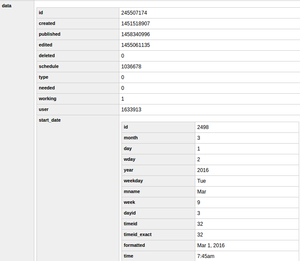 data
id 245507174
created 1451518907
published 1458340996
edited 1455061135
deleted 0
schedule 1036678
type 0
needed 0
working 1
user 1633913
start_date
id 2498
month 3
day 1
wday 2
year 2016
weekday Tue
mname Mar
week 9
dayid 3
timeid 32
timeid_exact 32
formatted Mar 1, 2016
time 7:45am